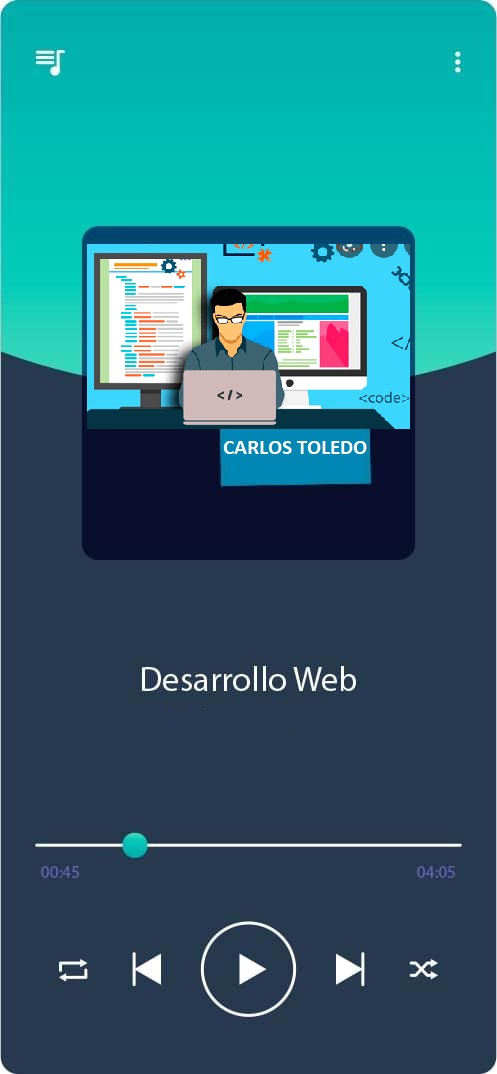 </>
</>
</
<code>
CARLOS TOLEDO
Desarrollo Web
00:45
04:05